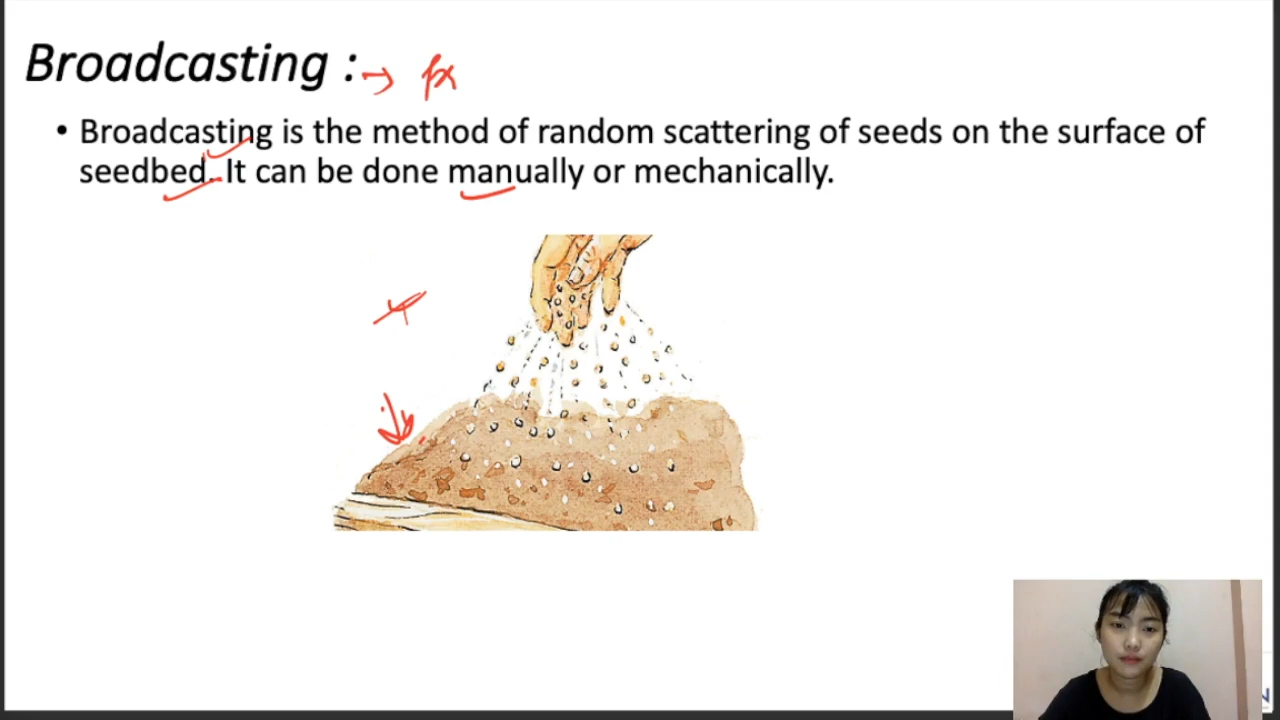 Broadcasting :
• Broadcasting is the method of random scattering of seeds on the surface of
seedbed. It can be done manually or mechanically.
N